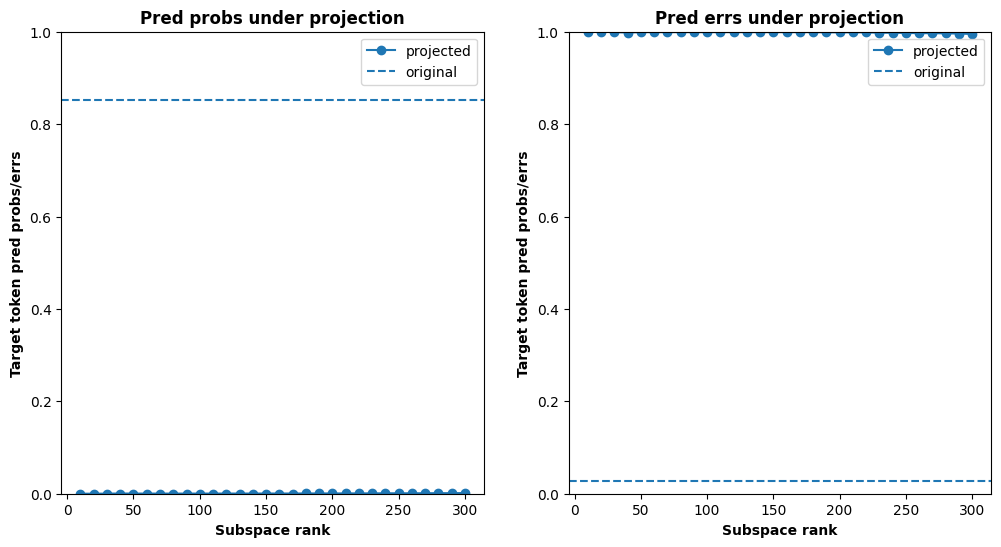 Pred probs under projection
1.0
0.8
0.6
0.4
0.2
0.0
Target token pred probs/errs
projected
original
0 50 100 150 200 250 300
Subspace rank
Pred errs under projection
1.0
0.8
0.6
0.4
0.2
0.0
Target token pred probs/errs
projected
original
0 50 100 150 200 250 300
Subspace rank